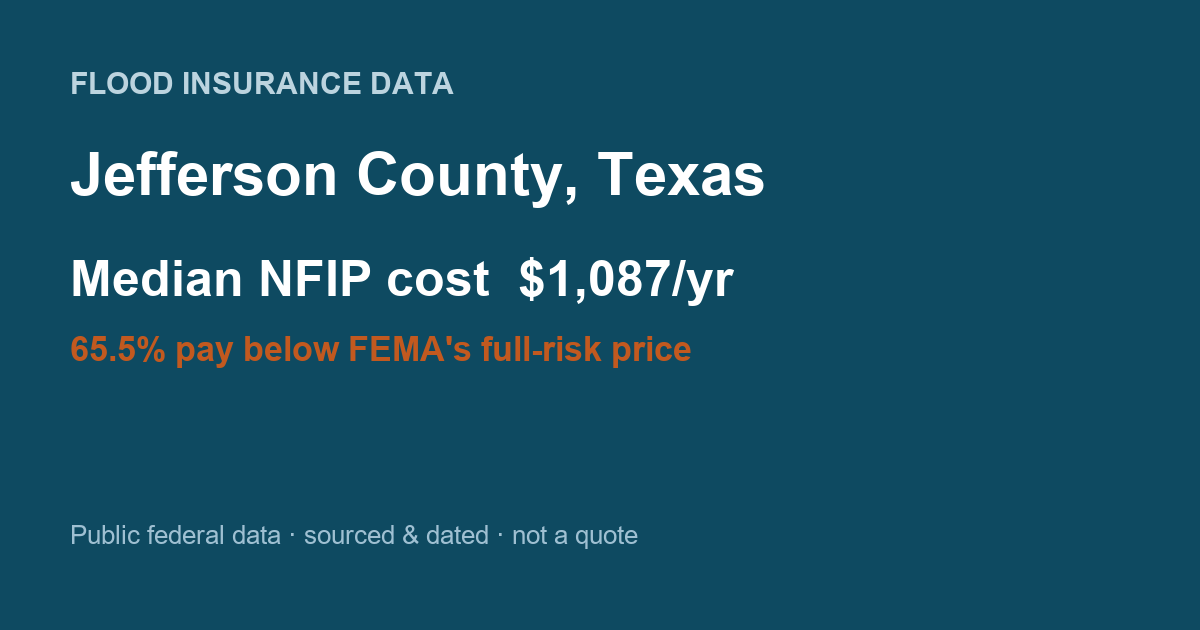 FLOOD INSURANCE DATA
Jefferson County, Texas
Median NFIP cost  $1,087/yr
65.5% pay below FEMA's full-risk price
Public federal data · sourced & dated · not a quote